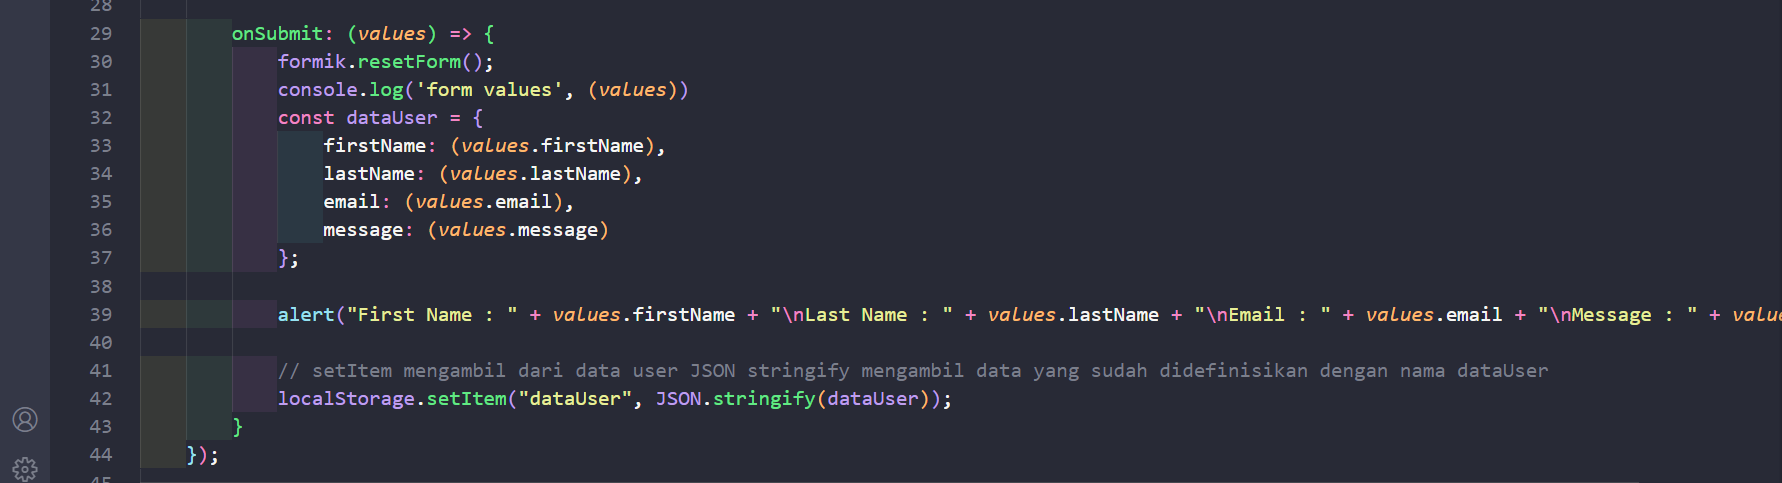 28
29 onSubmit: (values) => {
30 formik.resetForm();
31 console.log('form values', (values))
32 const dataUser = {
33 firstName: (values.firstName),
34 lastName: (values.lastName),
35 email: (values.email),
36 message: (values.message)
37 };
38
39 alert("First Name : " + values.firstName + "\nLast Name : " + values.lastName + "\nEmail : " + values.email + "\nMessage : " + value
40
41 // setItem mengambil dari data user JSON stringify mengambil data yang sudah didefinisikan dengan nama dataUser
42 localStorage.setItem("dataUser", JSON.stringify(dataUser));
43 }
44 });
45